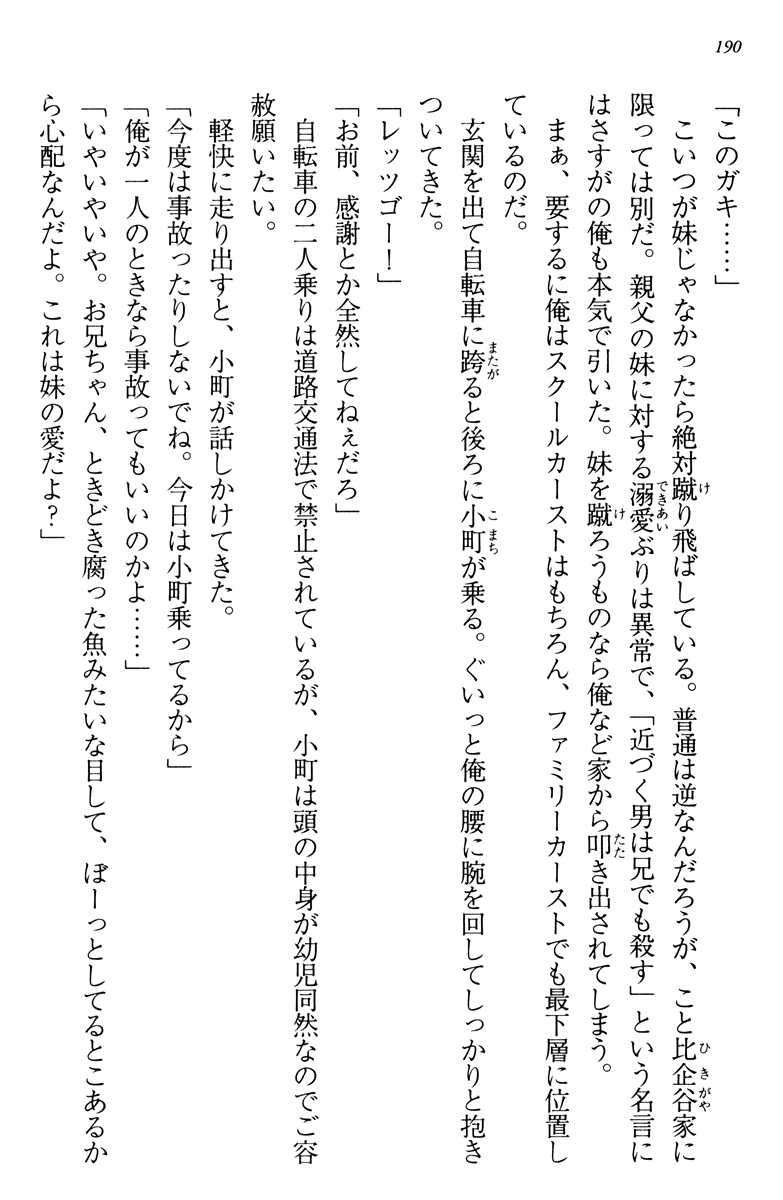 190
「このガキ……」
こいつが妹じゃなかったら絶対蹴り飛ばしている。普通は逆なんだろうが、こと比企谷家に
限っては別だ。親父の妹に対する溺愛ぶりは異常で、「近づく男は兄でも殺す」という名言に
はさすがの俺も本気で引いた。妹を蹴ろうものなら俺など家から叩き出されてしまう。
まぁ、要するに俺はスクールカーストはもちろん、ファミリーカーストでも最下層に位置し
ているのだ。
玄関を出て自転車に跨ると後ろに小町が乗る。ぐいっと俺の腰に腕を回してしっかりと抱き
ついてきた。
「レッツゴー！」
「お前、感謝とか全然してねぇだろ」
自転車の二人乗りは道路交通法で禁止されているが、小町は頭の中身が幼児同然なのでご容
赦願いたい。
軽快に走り出すと、小町が話しかけてきた。
「今度は事故ったりしないでね。今日は小町乗ってるから」
「俺が一人のときなら事故ってもいいのかよ……」
「いやいやいや。お兄ちゃん、ときどき腐った魚みたいな目して、ぼーっとしてるとこあるか
ら心配なんだよ。これは妹の愛だよ？」